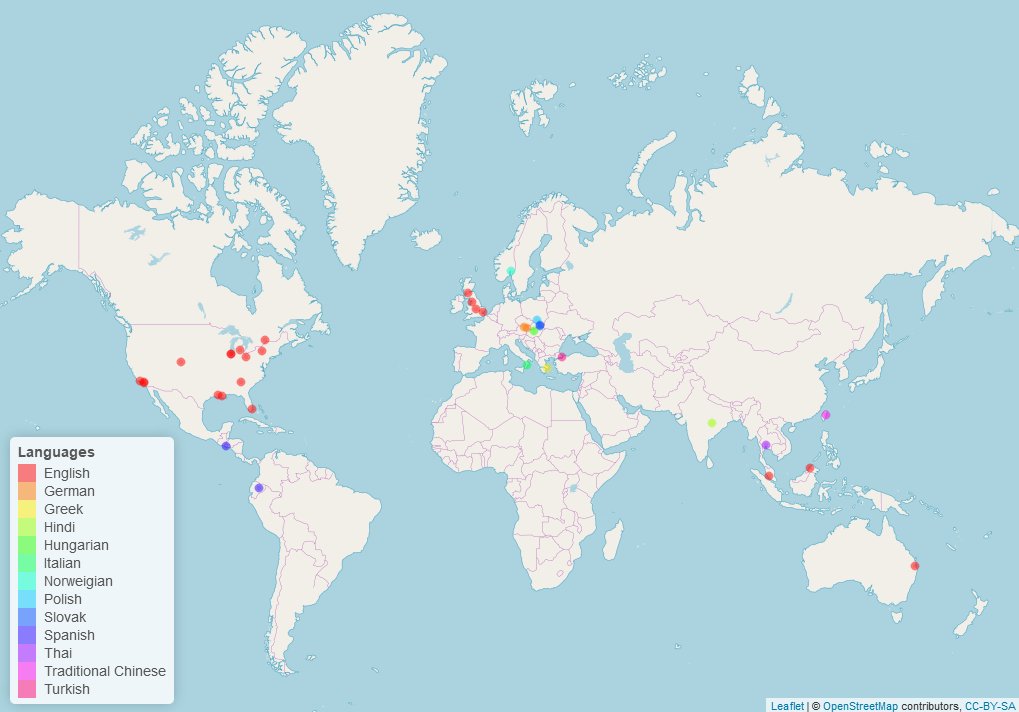 Languages
English
German
Greek
Hindi
Hungarian
Italian
Norweigian
Polish
Slovak
Spanish
Thai
Traditional Chinese
Turkish
Leaflet | © OpenStreetMap contributors, CC-BY-SA